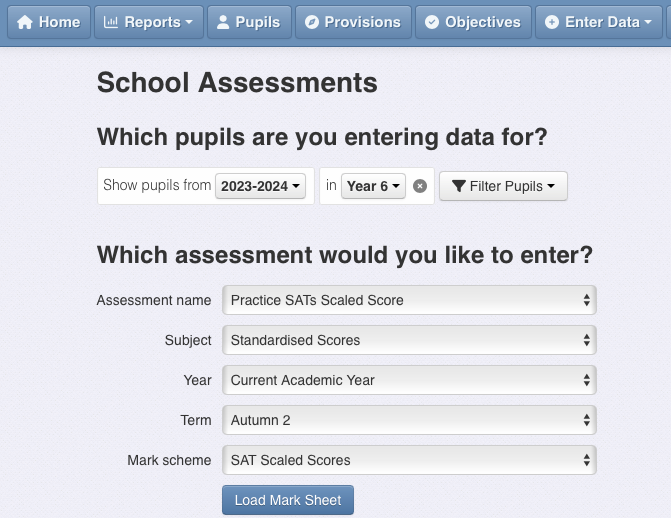 Home Reports Pupils Provisions Objectives Enter Data
School Assessments
Which pupils are you entering data for?
Show pupils from 2023-2024 in Year 6 Filter Pupils
Which assessment would you like to enter?
Assessment name Practice SATs Scaled Score
Subject Standardised Scores
Year Current Academic Year
Term Autumn 2
Mark scheme SAT Scaled Scores
Load Mark Sheet